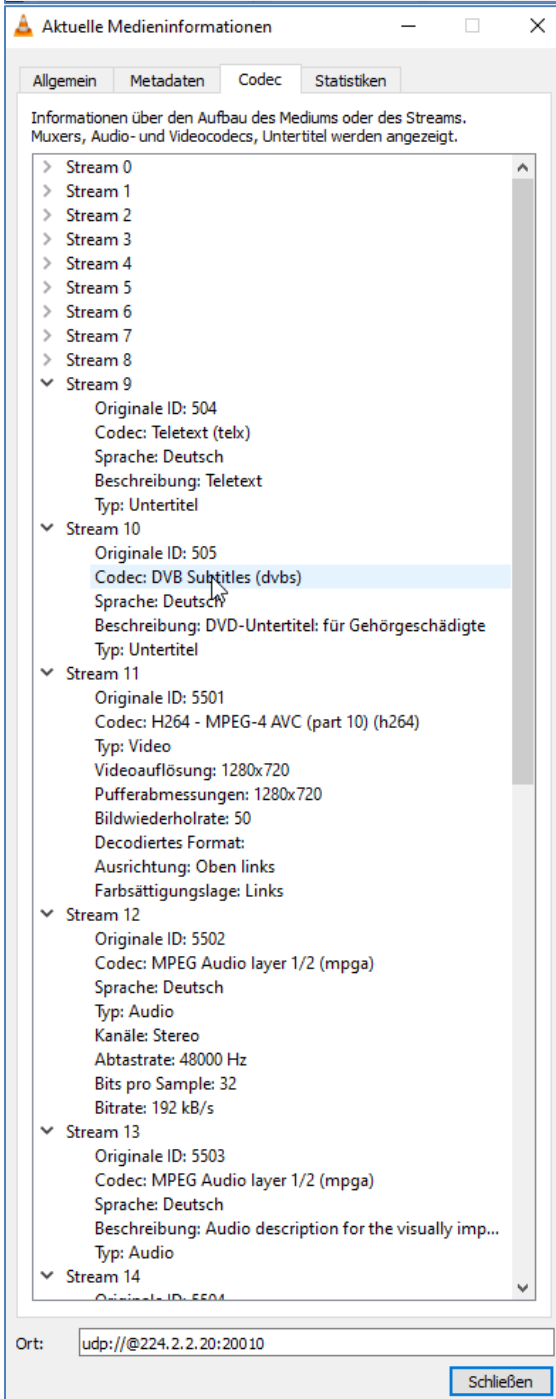 Aktuelle Medieninformationen
Allgemein Metadaten Codec Statistiken
Informationen über den Aufbau des Mediums oder des Streams.
Muxers, Audio- und Videocodecs, Untertitel werden angezeigt.
Stream 0
Stream 1
Stream 2
Stream 3
Stream 4
Stream 5
Stream 6
Stream 7
Stream 8
Stream 9
Originale ID: 504
Codec: Teletext (telx)
Sprache: Deutsch
Beschreibung: Teletext
Typ: Untertitel
Stream 10
Originale ID: 505
Codec: DVB Subtitles (dvbs)
Sprache: Deutsch
Beschreibung: DVD-Untertitel: für Gehörgeschädigte
Typ: Untertitel
Stream 11
Originale ID: 5501
Codec: H264 - MPEG-4 AVC (part 10) (h264)
Typ: Video
Videoauflösung: 1280x720
Pufferabmessungen: 1280x720
Bildwiederholrate: 50
Decodiertes Format:
Ausrichtung: Oben links
Farbsättigungslage: Links
Stream 12
Originale ID: 5502
Codec: MPEG Audio layer 1/2 (mpga)
Sprache: Deutsch
Typ: Audio
Kanäle: Stereo
Abtastrate: 48000 Hz
Bits pro Sample: 32
Bitrate: 192 kB/s
Stream 13
Originale ID: 5503
Codec: MPEG Audio layer 1/2 (mpga)
Sprache: Deutsch
Beschreibung: Audio description for the visually imp...
Typ: Audio
Stream 14
Originale ID: 5504
Ort: udp://@224.2.2.20:20010
Schließen